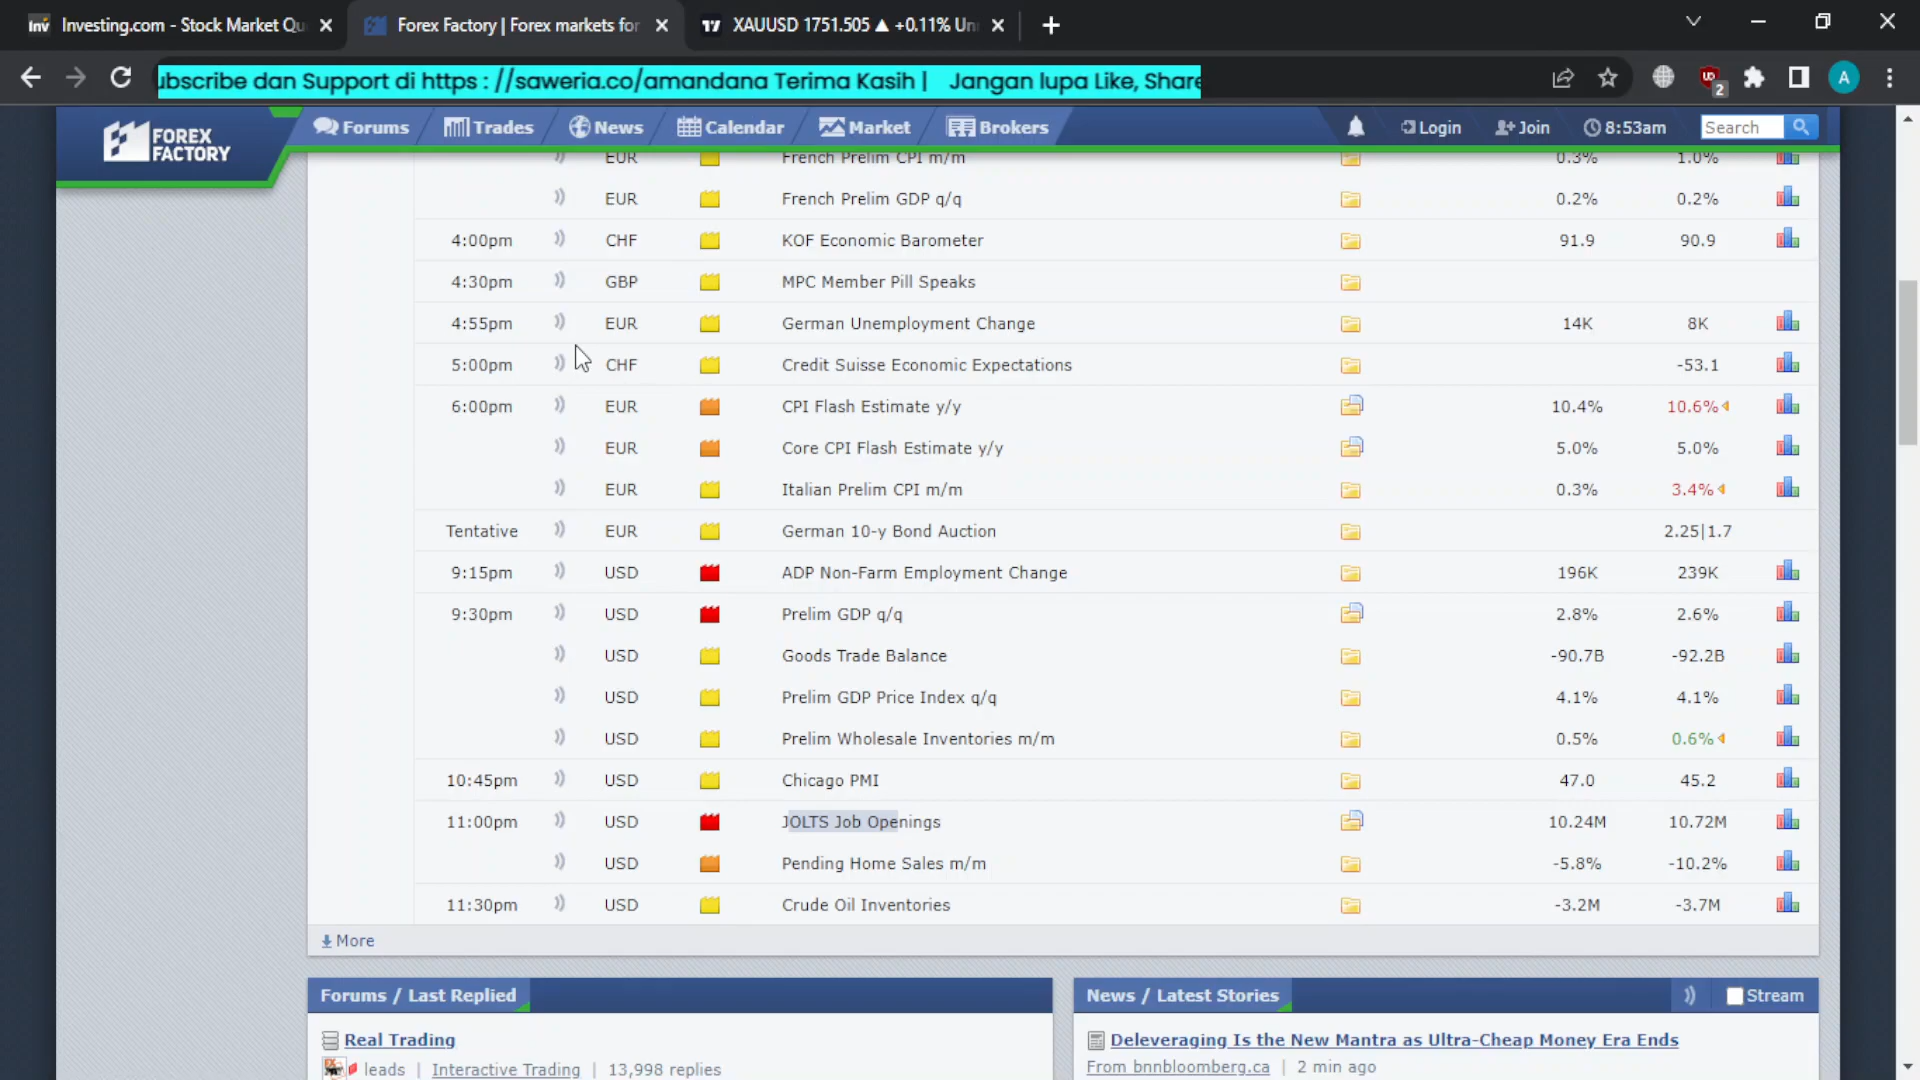 Investing.com - Stock Market Qu
Forex Factory | Forex markets for
XAUUSD 1751.505 ▲ +0.11% Un
ubscribe dan Support di https : //saweria.co/amandana Terima Kasih | Jangan lupa Like, Share
2
A
FOREX FACTORY
Forums
Trades
News
Calendar
Market
Brokers
Login
Join
8:53am
Search
EUR French Prelim CPI m/m 0.3% 1.0%
EUR French Prelim GDP q/q 0.2% 0.2%
4:00pm CHF KOF Economic Barometer 91.9 90.9
4:30pm GBP MPC Member Pill Speaks
4:55pm EUR German Unemployment Change 14K 8K
5:00pm CHF Credit Suisse Economic Expectations -53.1
6:00pm EUR CPI Flash Estimate y/y 10.4% 10.6%
EUR Core CPI Flash Estimate y/y 5.0% 5.0%
EUR Italian Prelim CPI m/m 0.3% 3.4%
Tentative EUR German 10-y Bond Auction 2.25|1.7
9:15pm USD ADP Non-Farm Employment Change 196K 239K
9:30pm USD Prelim GDP q/q 2.8% 2.6%
USD Goods Trade Balance -90.7B -92.2B
USD Prelim GDP Price Index q/q 4.1% 4.1%
USD Prelim Wholesale Inventories m/m 0.5% 0.6%
10:45pm USD Chicago PMI 47.0 45.2
11:00pm USD JOLTS Job Openings 10.24M 10.72M
USD Pending Home Sales m/m -5.8% -10.2%
11:30pm USD Crude Oil Inventories -3.2M -3.7M
More
Forums / Last Replied
Real Trading
leads | Interactive Trading | 13,998 replies
News / Latest Stories
Stream
Deleveraging Is the New Mantra as Ultra-Cheap Money Era Ends
From bnnbloomberg.ca | 2 min ago